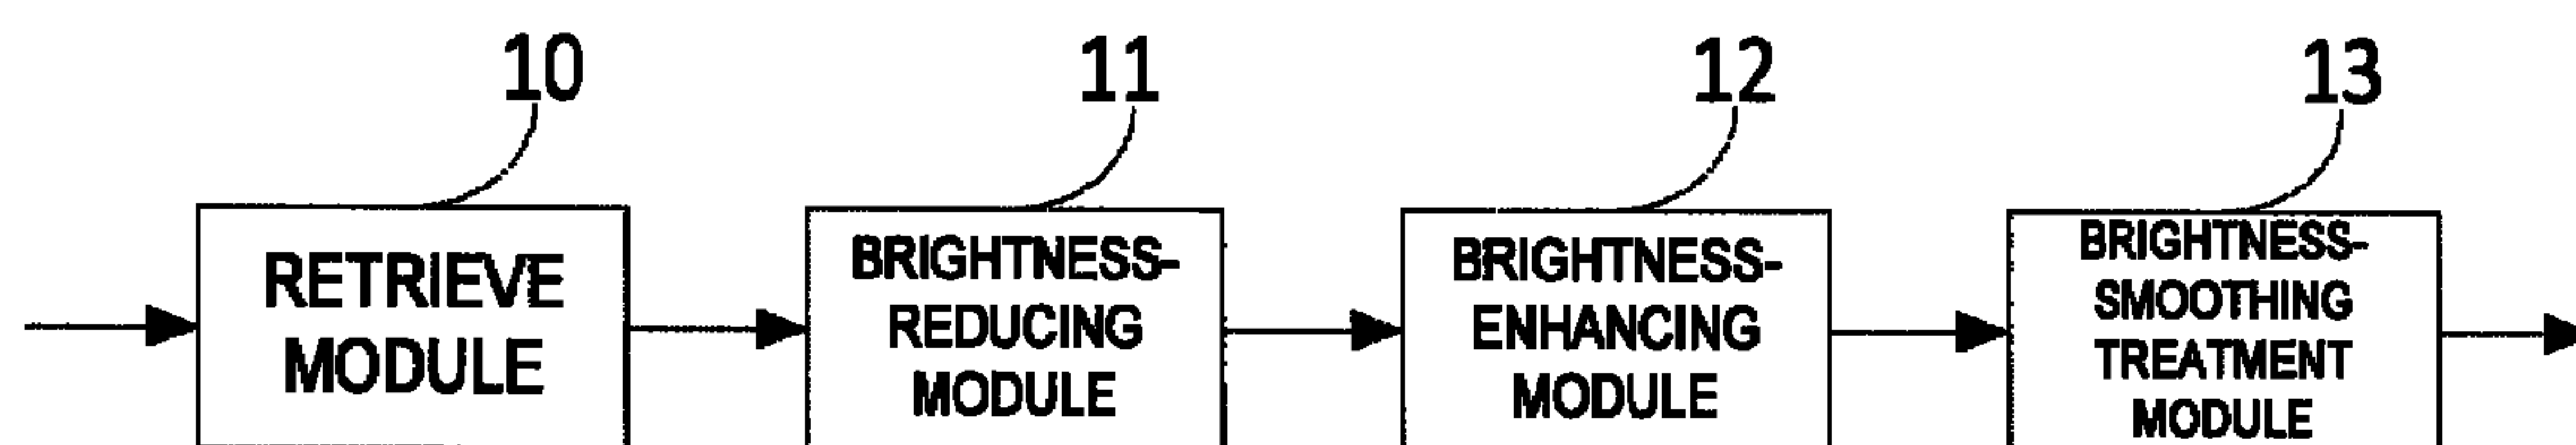 10
11
12
13
RETRIEVE
MODULE
BRIGHTNESS-
REDUCING
MODULE
BRIGHTNESS-
ENHANCING
MODULE
BRIGHTNESS-
SMOOTHING
TREATMENT
MODULE